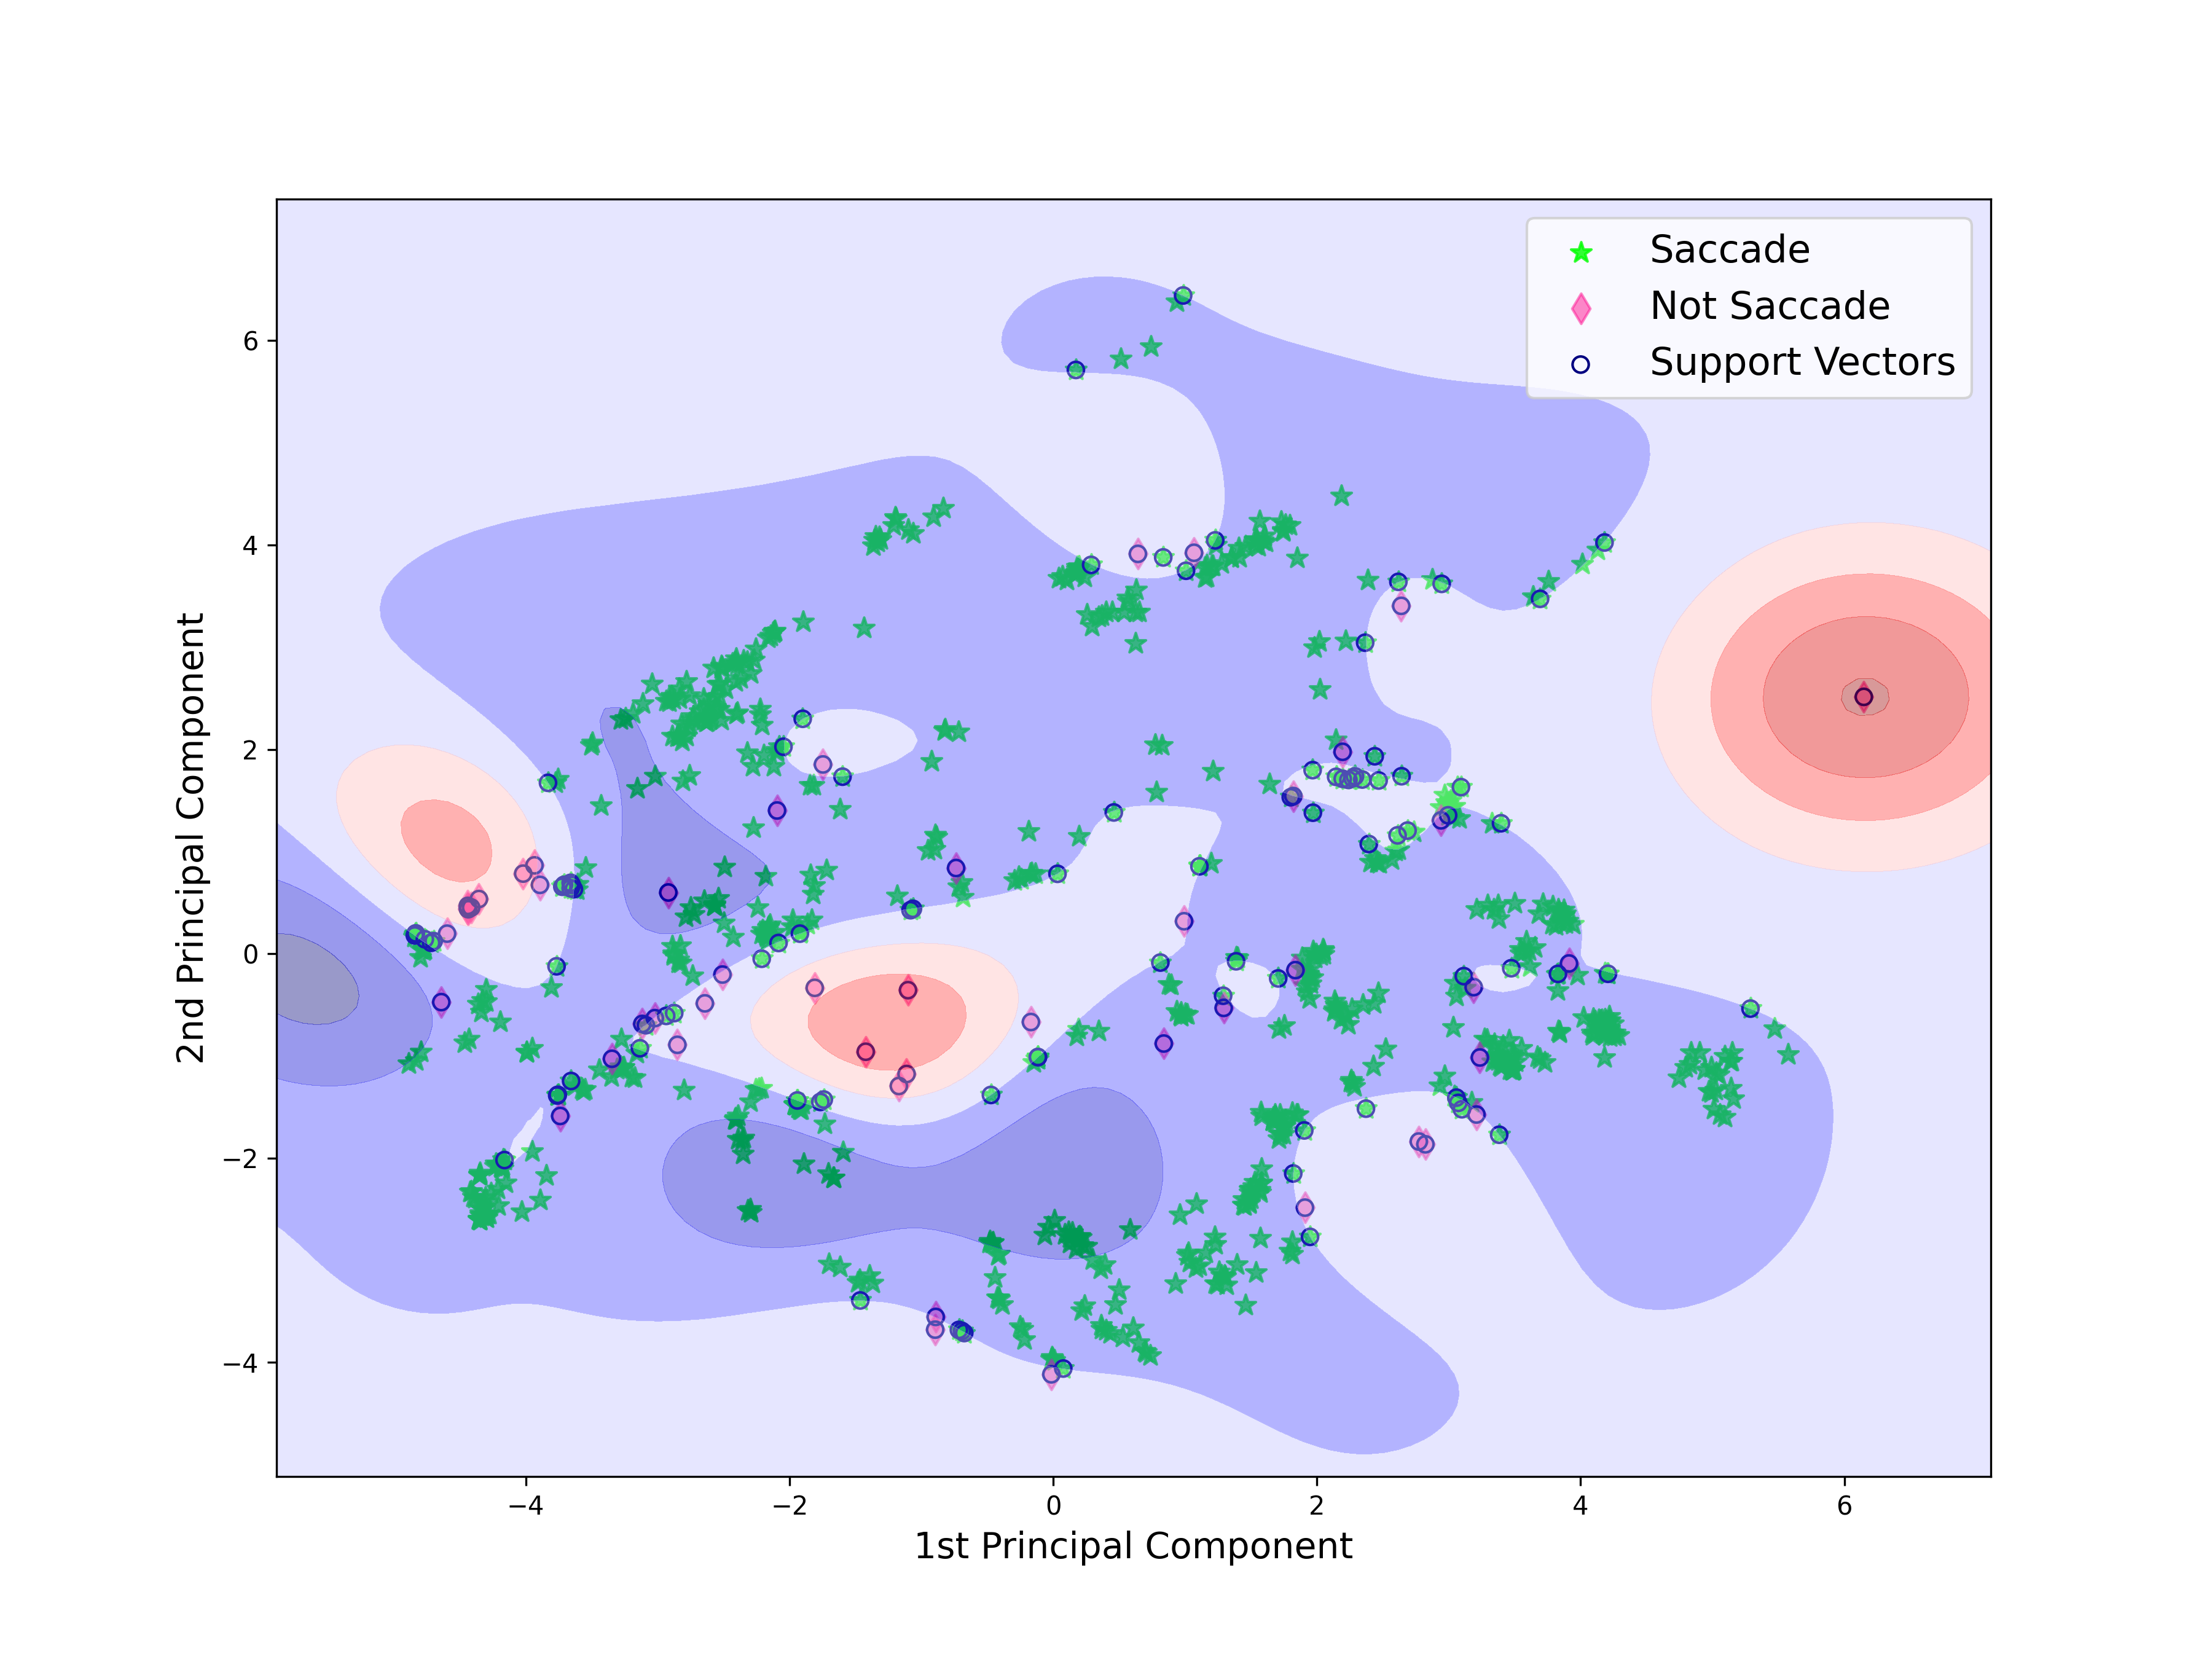 Saccade
Not Saccade
Support Vectors
6
4
2
0
−2
−4
2nd Principal Component
−4
−2
0
2
4
6
1st Principal Component